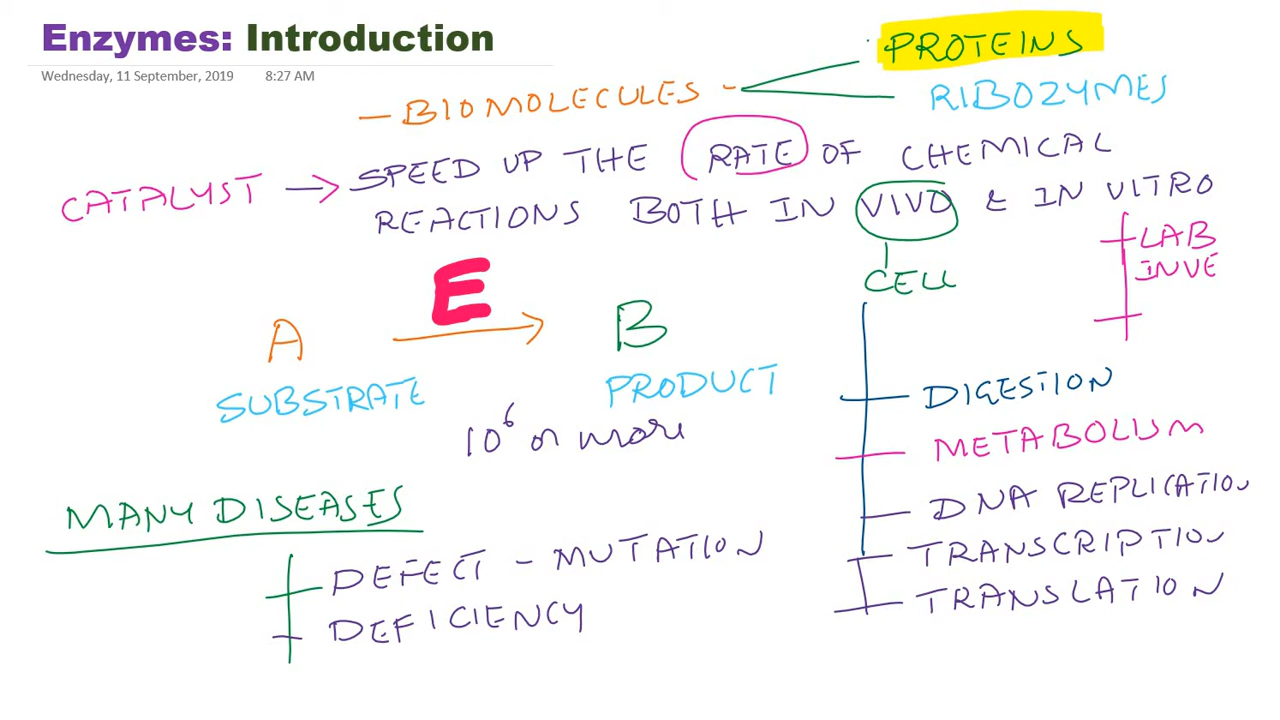 Enzymes: Introduction
Wednesday, 11 September, 2019 8:27 AM
PROTEINS
— BIOMOLECULES -
RIBOZYMES
CATALYST → SPEED UP THE RATE OF CHEMICAL
REACTIONS BOTH IN VIVO & IN VITRO
LAB
INVE
CELL
E
A → B
SUBSTRATE PRODUCT
10⁶ or more
DIGESTION
METABOLISM
DNA REPLICATION
TRANSCRIPTION
TRANSLATION
MANY DISEASES
DEFECT - MUTATION
DEFICIENCY